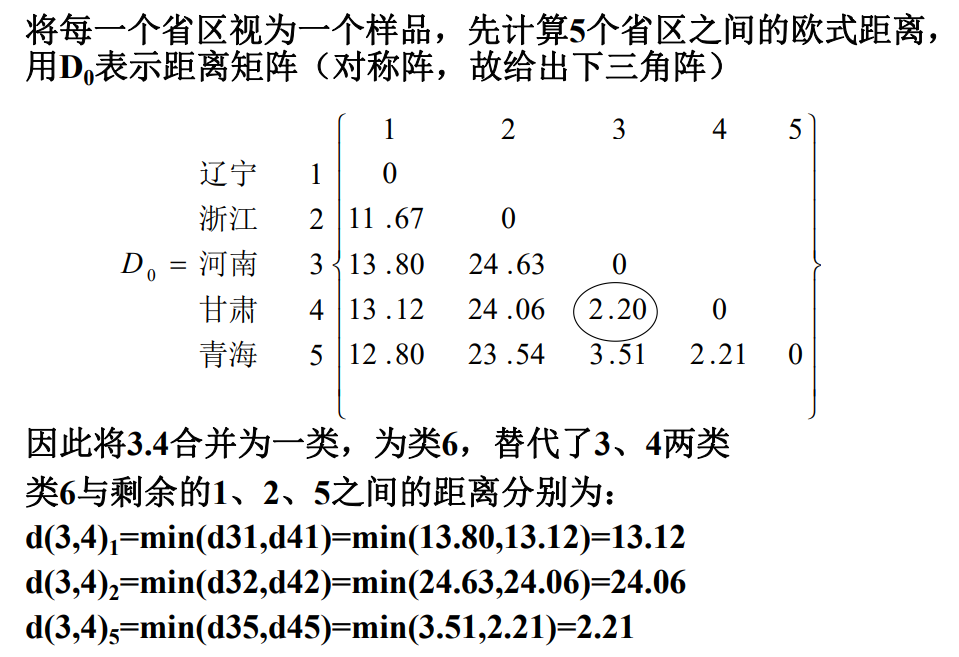 将每一个省区视为一个样品，先计算5个省区之间的欧式距离，
用D₀表示距离矩阵（对称阵，故给出下三角阵）
1 2 3 4 5
辽宁 1 0
浙江 2 11.67 0
D₀ = 河南 3 13.80 24.63 0
甘肃 4 13.12 24.06 2.20 0
青海 5 12.80 23.54 3.51 2.21 0
因此将3.4合并为一类，为类6，替代了3、4两类
类6与剩余的1、2、5之间的距离分别为：
d(3,4)₁=min(d31,d41)=min(13.80,13.12)=13.12
d(3,4)₂=min(d32,d42)=min(24.63,24.06)=24.06
d(3,4)₅=min(d35,d45)=min(3.51,2.21)=2.21